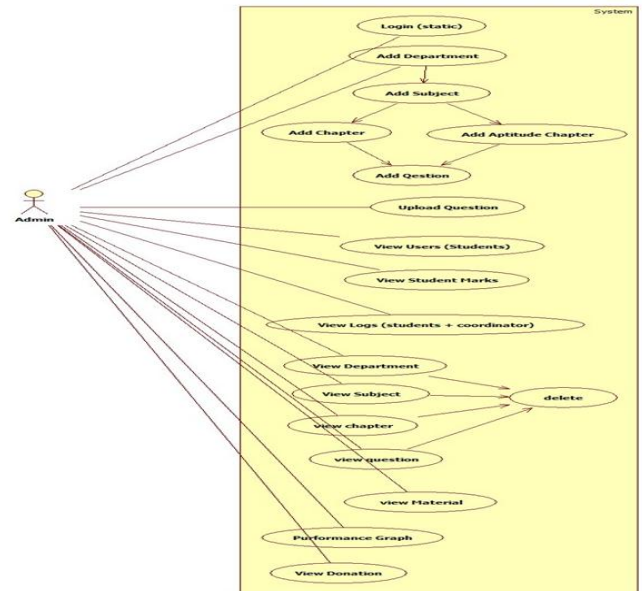 System
Login (static)
Add Department
Add Subject
Add Chapter
Add Aptitude Chapter
Add Qestion
Admin
Upload Question
View Users (Students)
View Student Marks
View Logs (students + coordinator)
View Department
View Subject
delete
view chapter
view question
view Material
Purformance Graph
View Donation